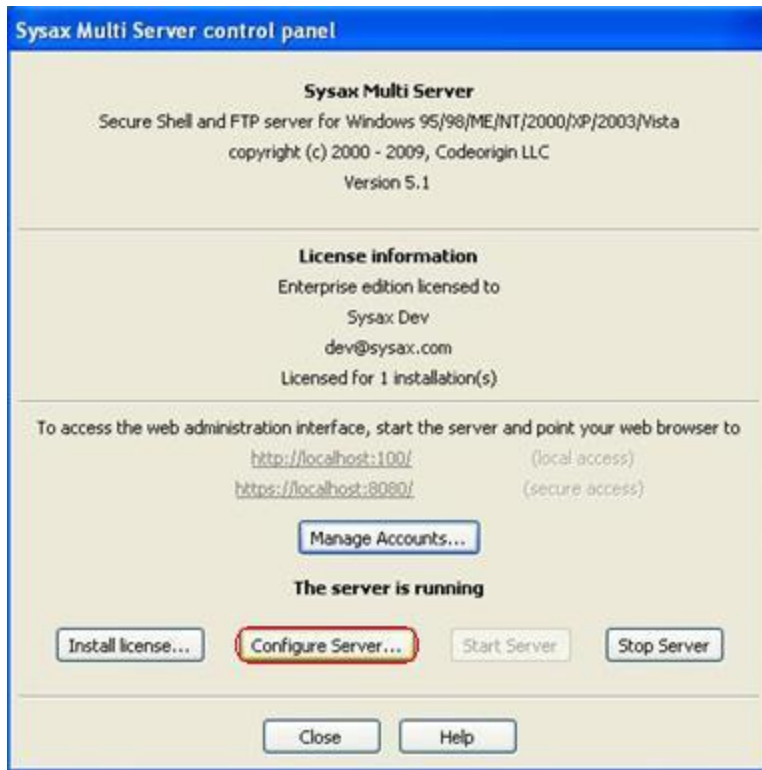 Sysax Multi Server control panel
Sysax Multi Server
Secure Shell and FTP server for Windows 95/98/ME/NT/2000/XP/2003/Vista
copyright (c) 2000 - 2009, Codeorigin LLC
Version 5.1
License information
Enterprise edition licensed to
Sysax Dev
dev@sysax.com
Licensed for 1 installation(s)
To access the web administration interface, start the server and point your web browser to
http://localhost:100/ (local access)
https://localhost:8080/ (secure access)
Manage Accounts...
The server is running
Install license... Configure Server... Start Server Stop Server
Close Help